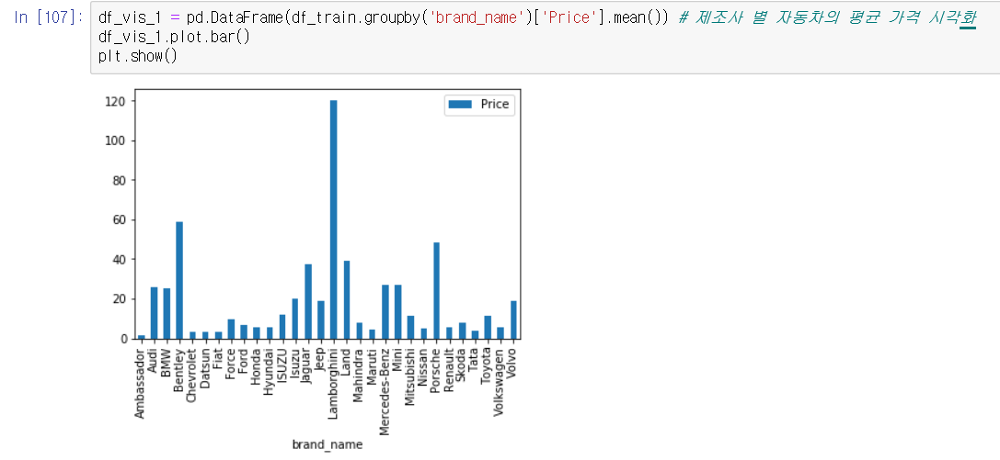 In [107]: df_vis_1 = pd.DataFrame(df_train.groupby('brand_name')['Price'].mean()) # 제조사 별 자동차의 평균 가격 시각화
df_vis_1.plot.bar()
plt.show()
Price
120
100
80
60
40
20
0
Ambassador
Audi
BMW
Bentley
Chevrolet
Datsun
Fiat
Force
Ford
Honda
Hyundai
ISUZU
Isuzu
Jaguar
Jeep
Lamborghini
Land
Mahindra
Maruti
Mercedes-Benz
Mini
Mitsubishi
Nissan
Porsche
Renault
Skoda
Tata
Toyota
Volkswagen
Volvo
brand_name